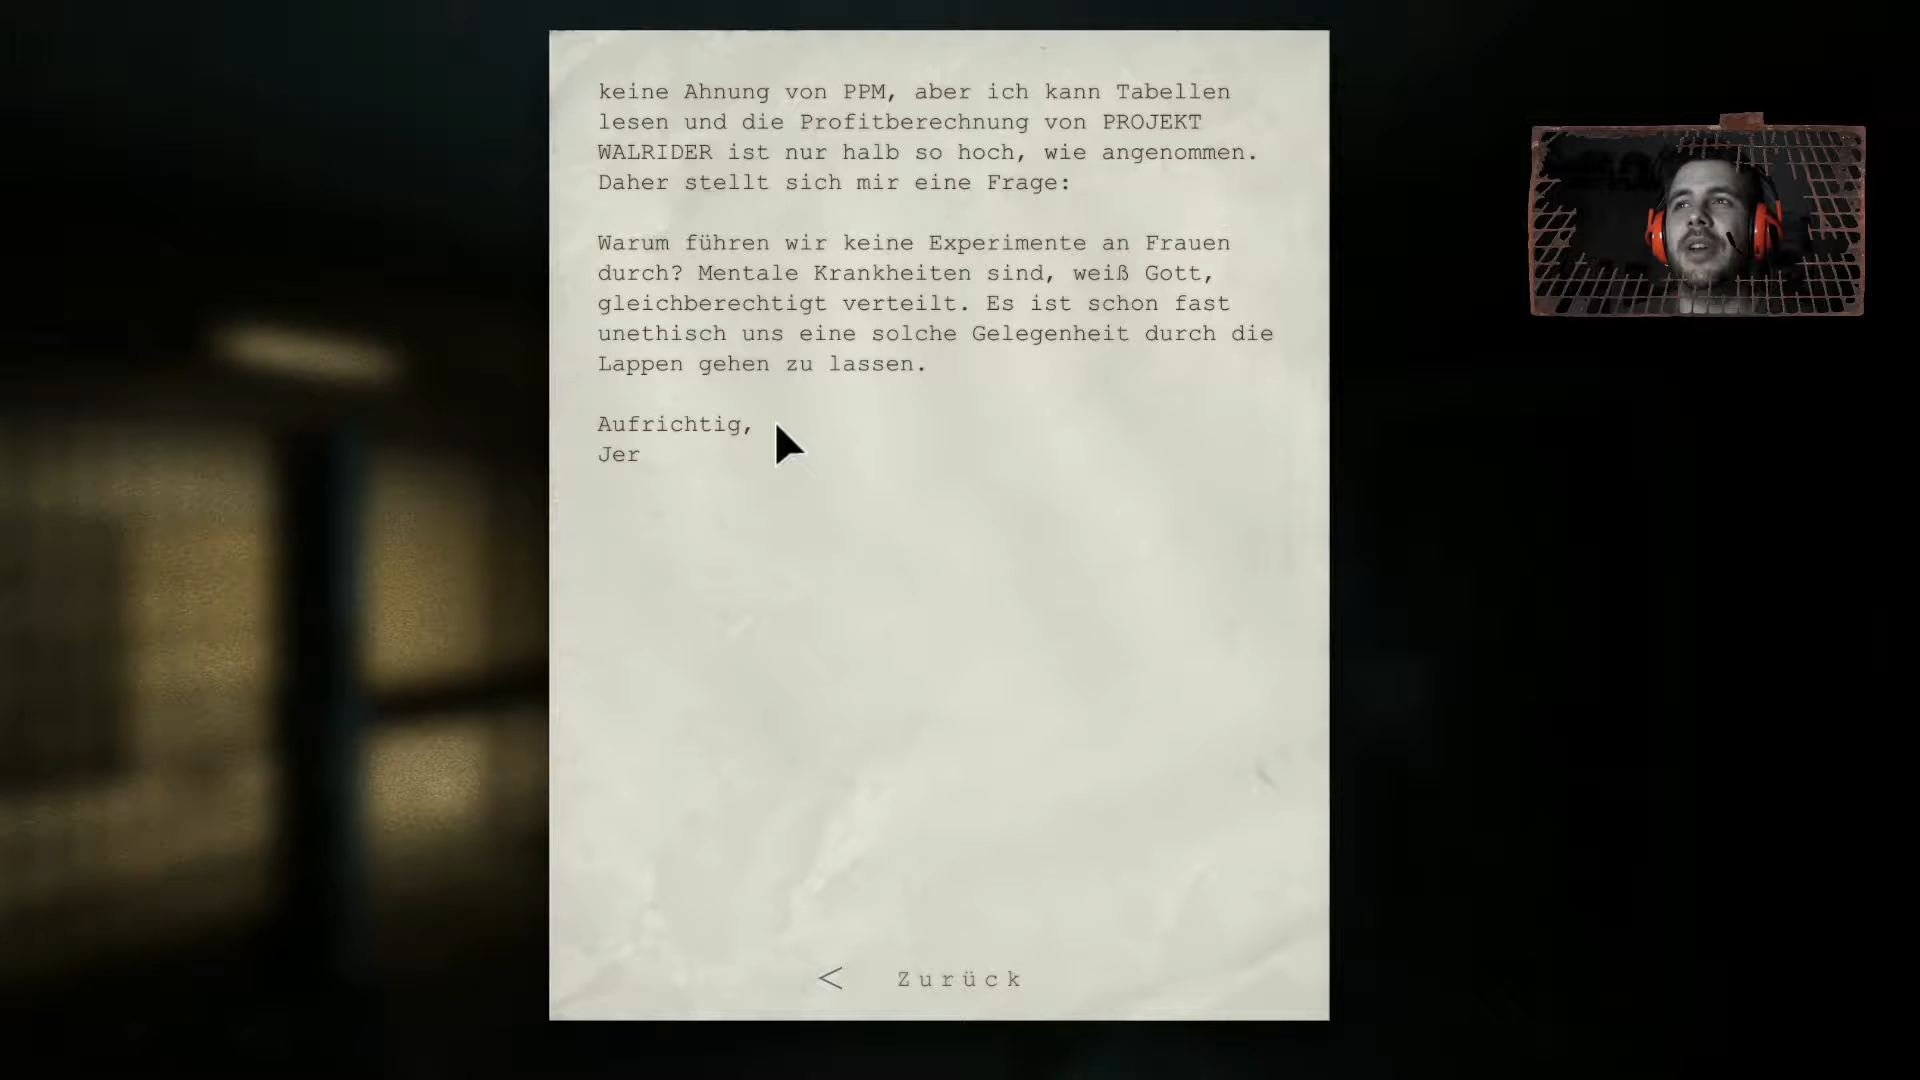 keine Ahnung von PPM, aber ich kann Tabellen
lesen und die Profitberechnung von PROJEKT
WALRIDER ist nur halb so hoch, wie angenommen.
Daher stellt sich mir eine Frage:
Warum führen wir keine Experimente an Frauen
durch? Mentale Krankheiten sind, weiß Gott,
gleichberechtigt verteilt. Es ist schon fast
unethisch uns eine solche Gelegenheit durch die
Lappen gehen zu lassen.
Aufrichtig,
Jer
< Zurück